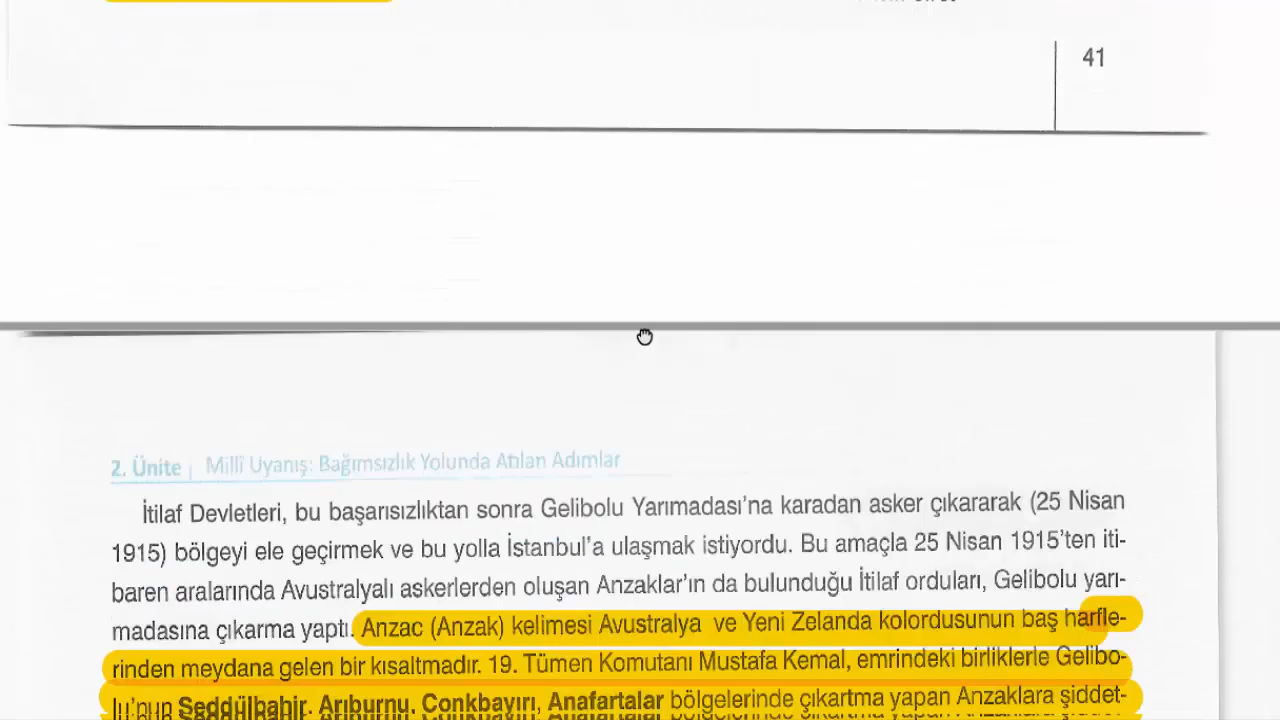 41
2. Ünite | Millî Uyanış: Bağımsızlık Yolunda Atılan Adımlar
İtilaf Devletleri, bu başarısızlıktan sonra Gelibolu Yarımadası’na karadan asker çıkararak (25 Nisan
1915) bölgeyi ele geçirmek ve bu yolla İstanbul’a ulaşmak istiyordu. Bu amaçla 25 Nisan 1915’ten iti-
baren aralarında Avustralyalı askerlerden oluşan Anzaklar’ın da bulunduğu İtilaf orduları, Gelibolu yarı-
madasına çıkarma yaptı. Anzac (Anzak) kelimesi Avustralya ve Yeni Zelanda kolordusunun baş harfle-
rinden meydana gelen bir kısaltmadır. 19. Tümen Komutanı Mustafa Kemal, emrindeki birliklerle Gelibo-
lu’nun Seddülbahir, Arıburnu, Conkbayırı, Anafartalar bölgelerinde çıkartma yapan Anzaklara şiddet-